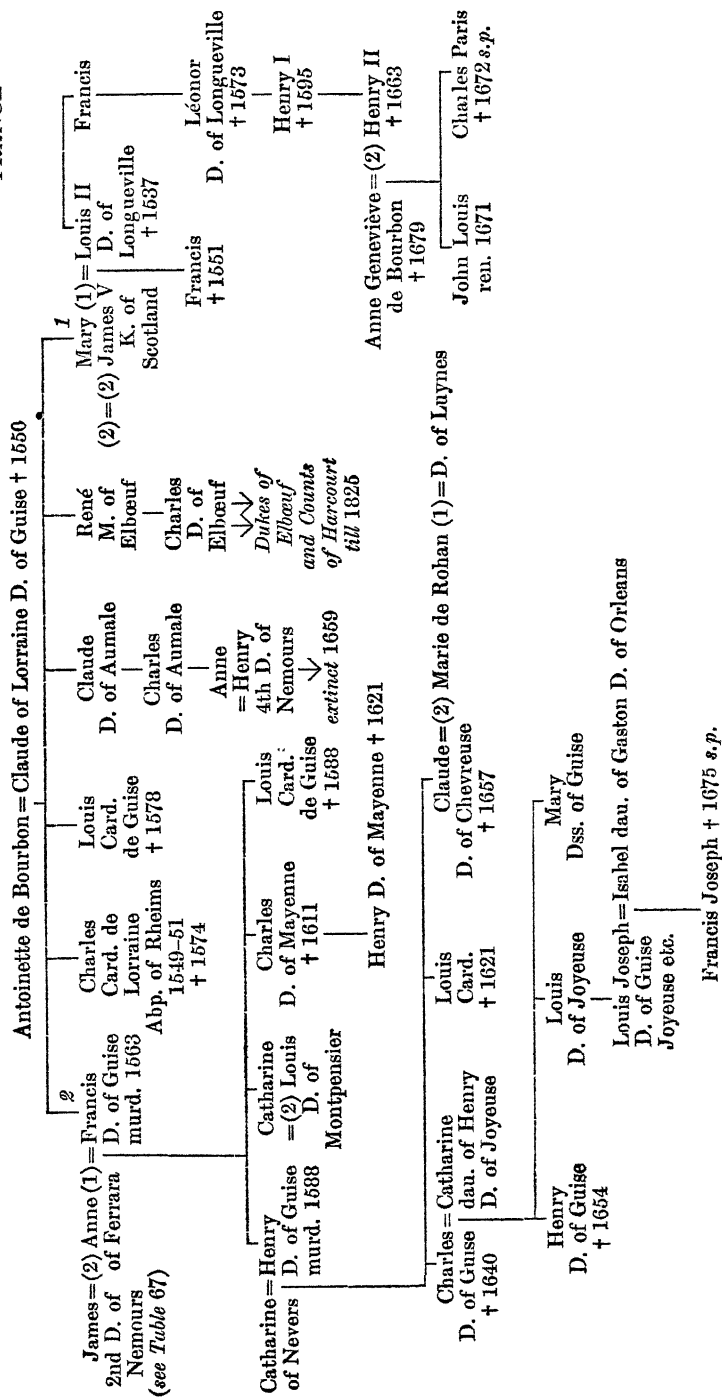 Antoinette de Bourbon = Claude of Lorraine D. of Guise † 1550
2
1
James = (2) Anne (1) = Francis
2nd D. of of Ferrara D. of Guise
Nemours murd. 1563
(see Table 67)
Charles
Card. de
Lorraine
Abp. of Rheims
1549–51
† 1574
Louis
Card.
de Guise
† 1578
Claude
D. of Aumale
Charles
D. of Aumale
Anne
= Henry
4th D. of
Nemours
extinct 1659
René
M. of
Elbœuf
Charles
D. of
Elbœuf
Dukes of
Elbœuf
and Counts
of Harcourt
till 1825
Mary (1) = Louis II
(2) = (2) James V D. of
K. of Longueville
Scotland † 1537
Francis
Francis
† 1551
Léonor
D. of Longueville
† 1573
Henry I
† 1595
Anne Geneviève = (2) Henry II
de Bourbon † 1663
† 1679
John Louis
ren. 1671
Charles Paris
† 1672 s.p.
Catharine = Henry
of Nevers D. of Guise
murd. 1588
Catharine
= (2) Louis
D. of
Montpensier
Charles
D. of Mayenne
† 1611
Louis
Card.
de Guise
† 1588
Henry D. of Mayenne † 1621
Charles = Catharine
D. of Guise dau. of Henry
† 1640 D. of Joyeuse
Louis
Card.
† 1621
Claude = (2) Marie de Rohan (1) = D. of Luynes
D. of Chevreuse
† 1657
Henry
D. of Guise
† 1654
Louis
D. of Joyeuse
Mary
Dss. of Guise
Louis Joseph = Isabel dau. of Gaston D. of Orleans
D. of Guise
Joyeuse etc.
Francis Joseph † 1675 s.p.